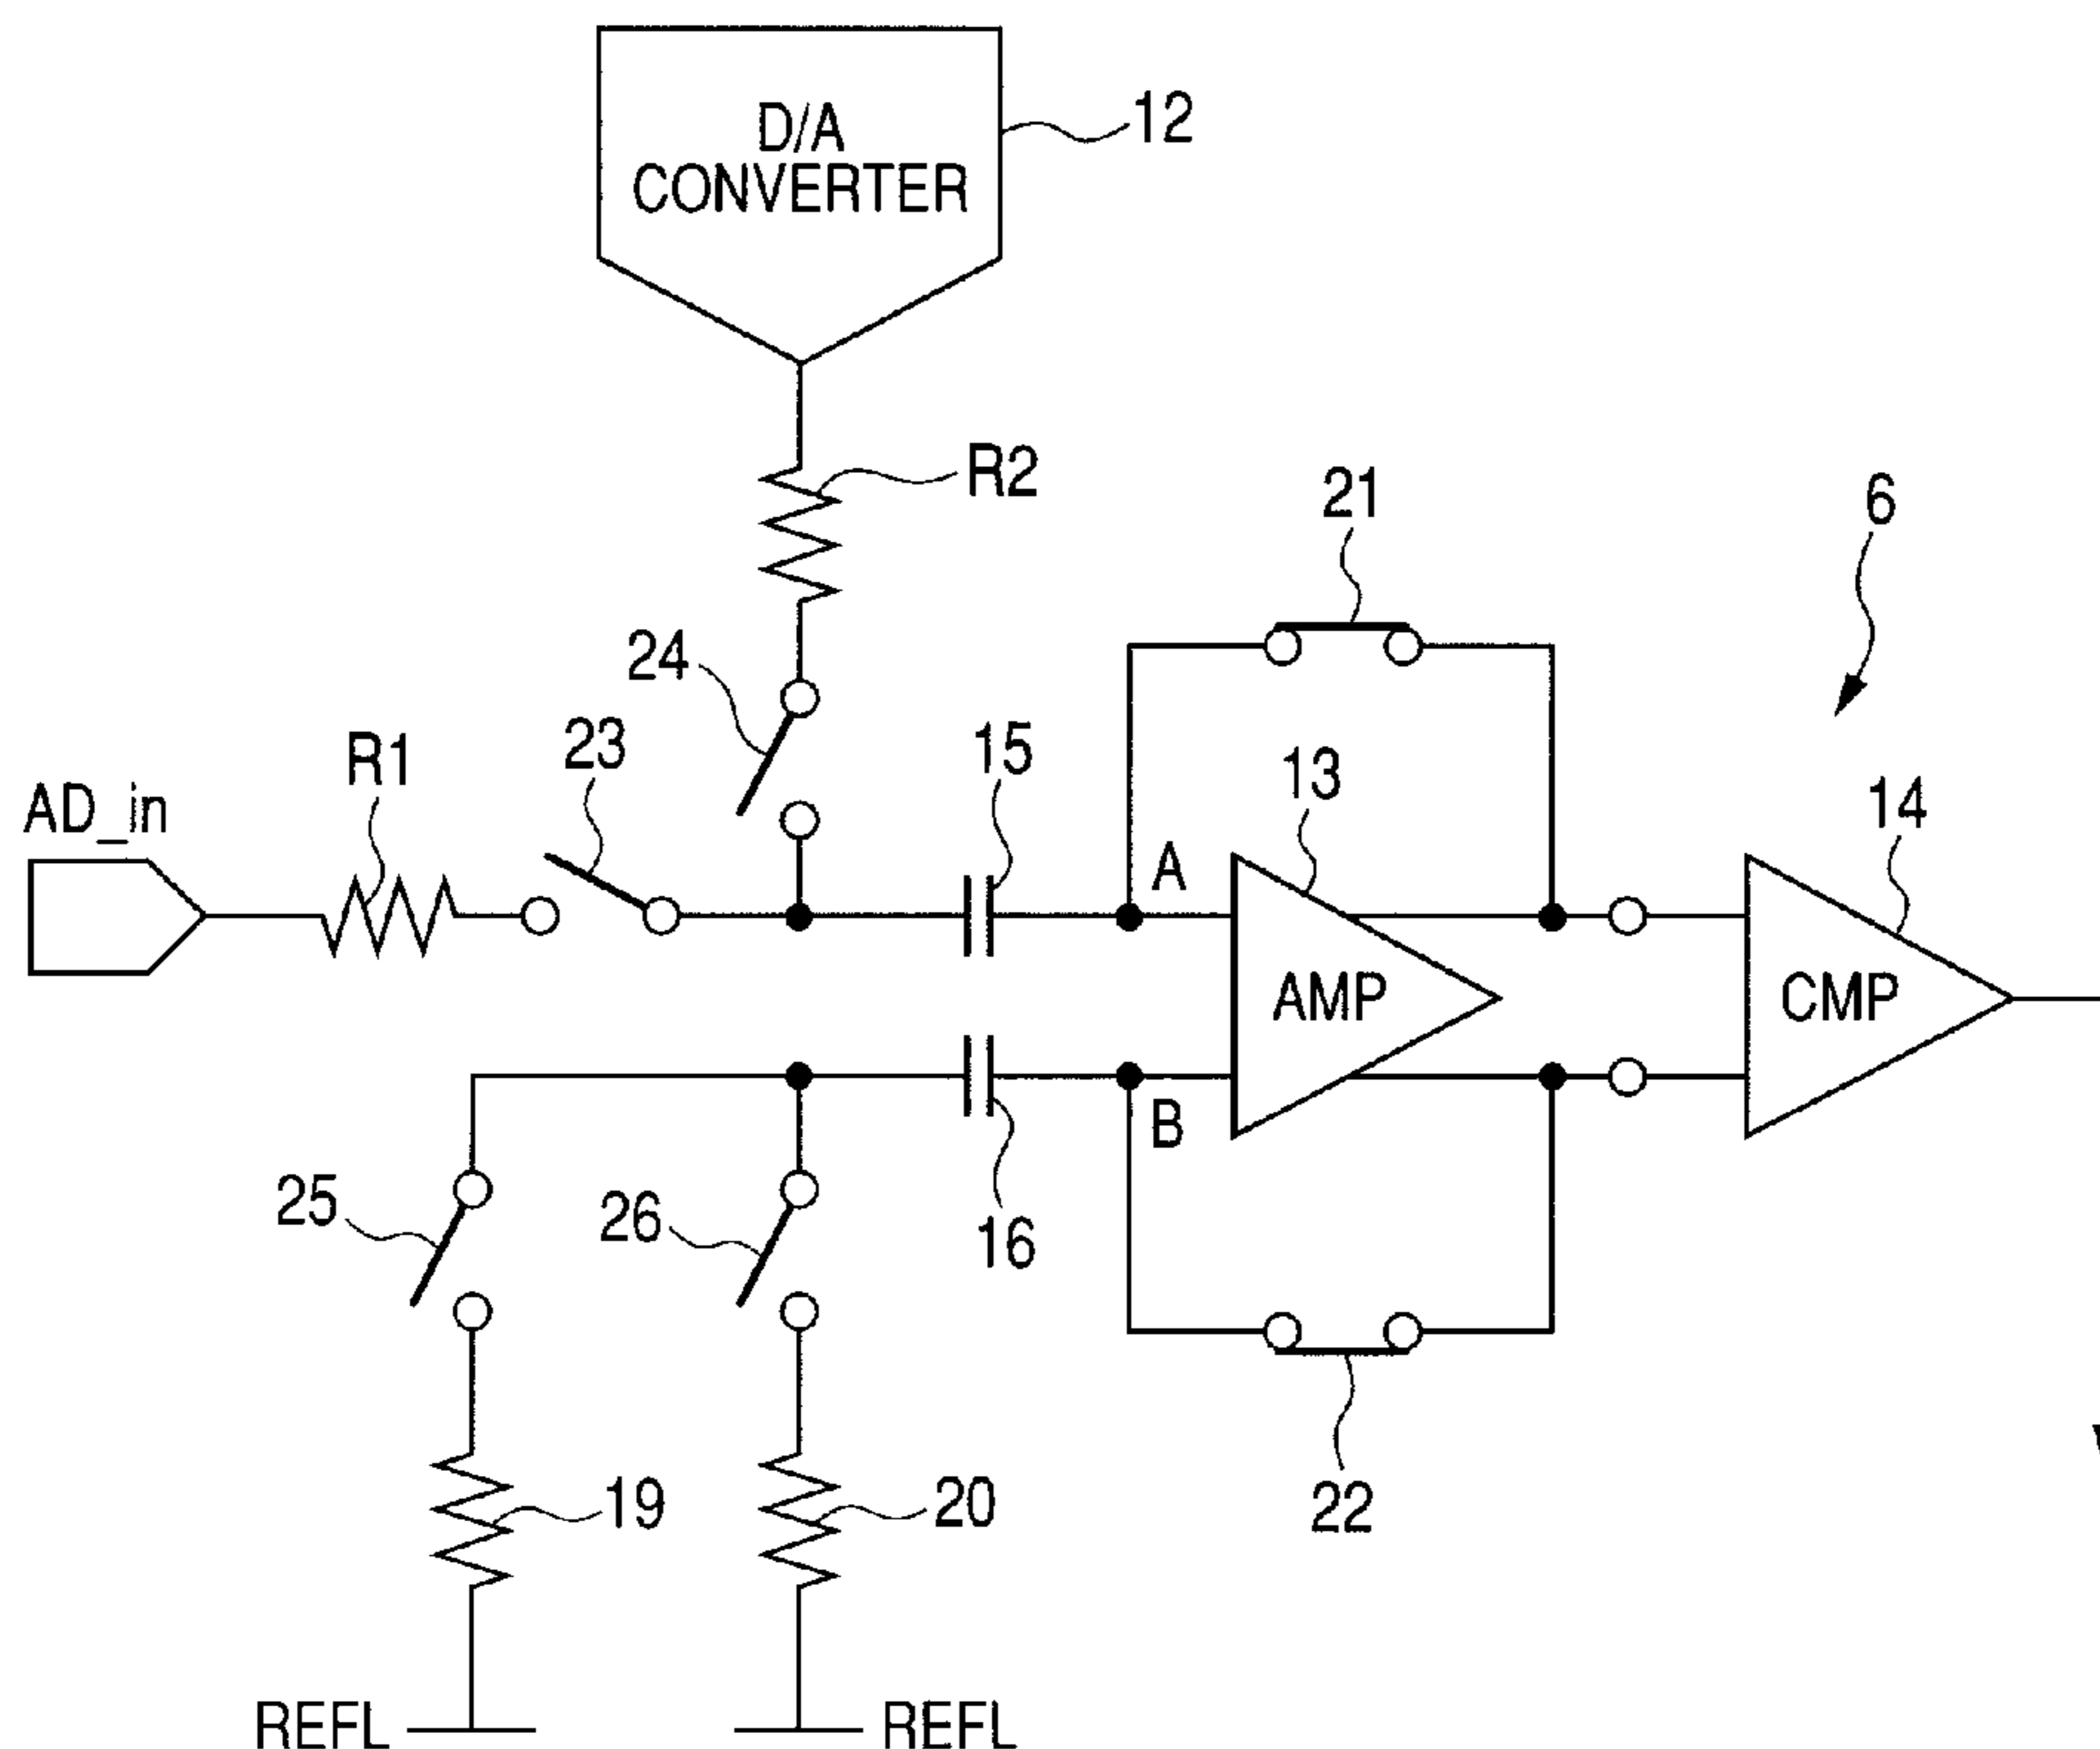 D/A
CONVERTER
12
R2
21
6
24
23
15
R1
13
AD_in
14
A
AMP
CMP
B
25
26
16
19
20
22
REFL
REFL